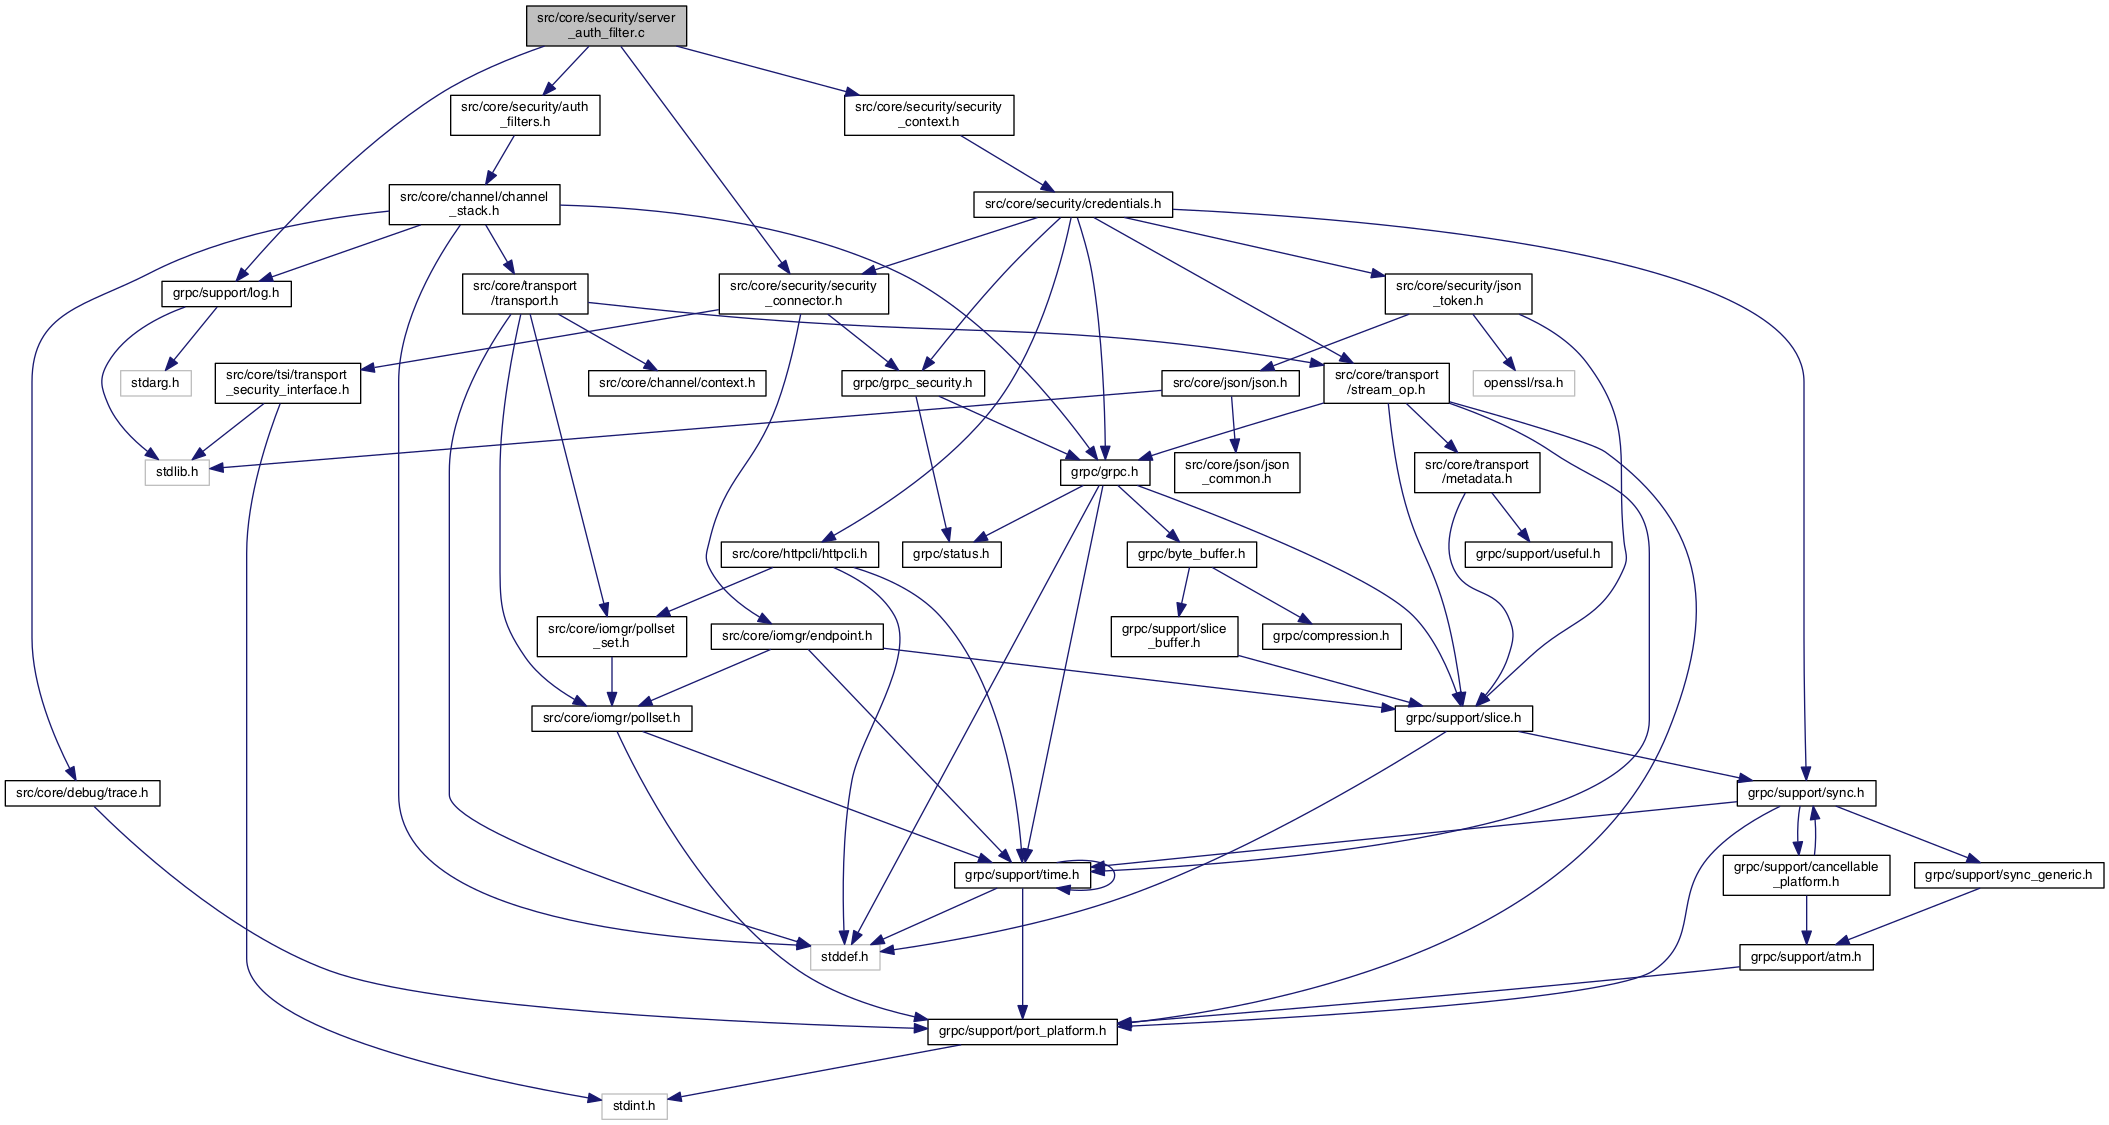 src/core/security/server
_auth_filter.c
src/core/security/auth
_filters.h
src/core/security/security
_context.h
src/core/channel/channel
_stack.h
src/core/security/credentials.h
grpc/support/log.h
src/core/transport
/transport.h
src/core/security/security
_connector.h
src/core/security/json
_token.h
stdarg.h
src/core/tsi/transport
_security_interface.h
src/core/channel/context.h
grpc/grpc_security.h
src/core/json/json.h
src/core/transport
/stream_op.h
openssl/rsa.h
stdlib.h
grpc/grpc.h
src/core/json/json
_common.h
src/core/transport
/metadata.h
src/core/httpcli/httpcli.h
grpc/status.h
grpc/byte_buffer.h
grpc/support/useful.h
src/core/iomgr/pollset
_set.h
src/core/iomgr/endpoint.h
grpc/support/slice
_buffer.h
grpc/compression.h
src/core/iomgr/pollset.h
grpc/support/slice.h
src/core/debug/trace.h
grpc/support/sync.h
grpc/support/time.h
grpc/support/cancellable
_platform.h
grpc/support/sync_generic.h
stddef.h
grpc/support/atm.h
grpc/support/port_platform.h
stdint.h